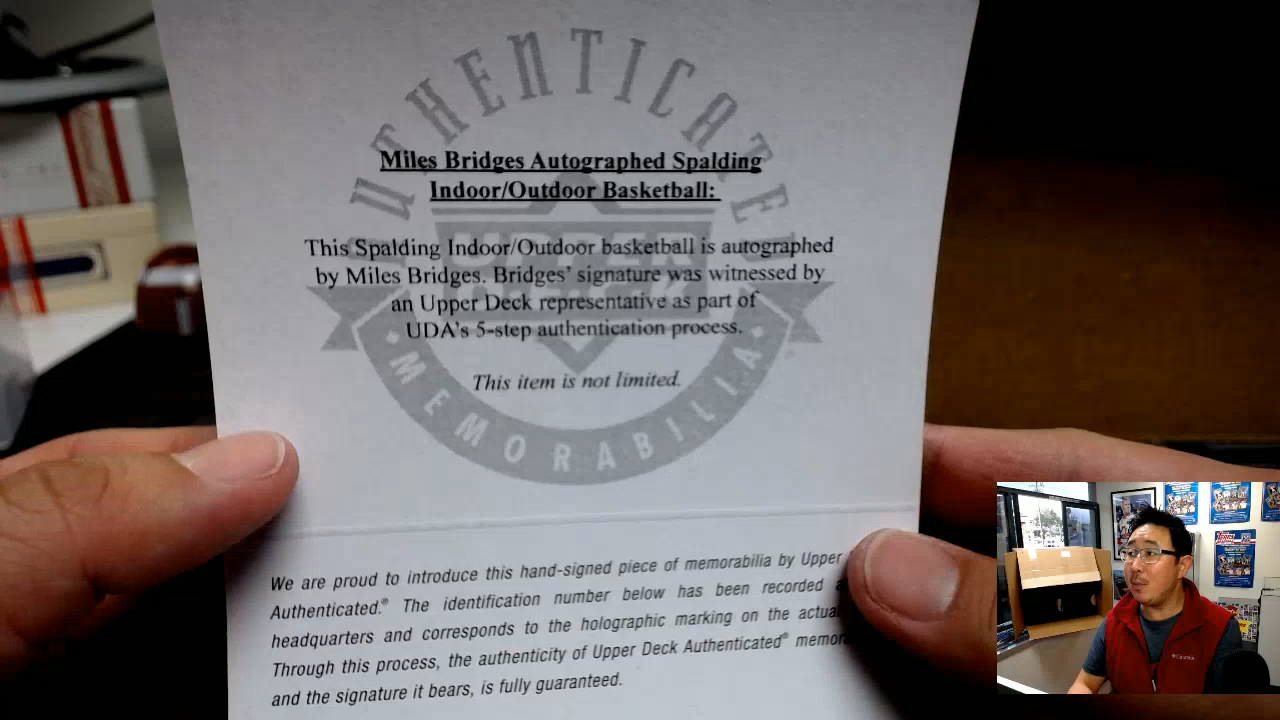 AUTHENTICATED
UPPER DECK
MEMORABILIA
Miles Bridges Autographed Spalding
Indoor/Outdoor Basketball:
This Spalding Indoor/Outdoor basketball is autographed
by Miles Bridges. Bridges' signature was witnessed by
an Upper Deck representative as part of
UDA's 5-step authentication process.
This item is not limited.
We are proud to introduce this hand-signed piece of memorabilia by Upper
Authenticated.® The identification number below has been recorded
headquarters and corresponds to the holographic marking on the actual
Through this process, the authenticity of Upper Deck Authenticated® memor
and the signature it bears, is fully guaranteed.
Columbia